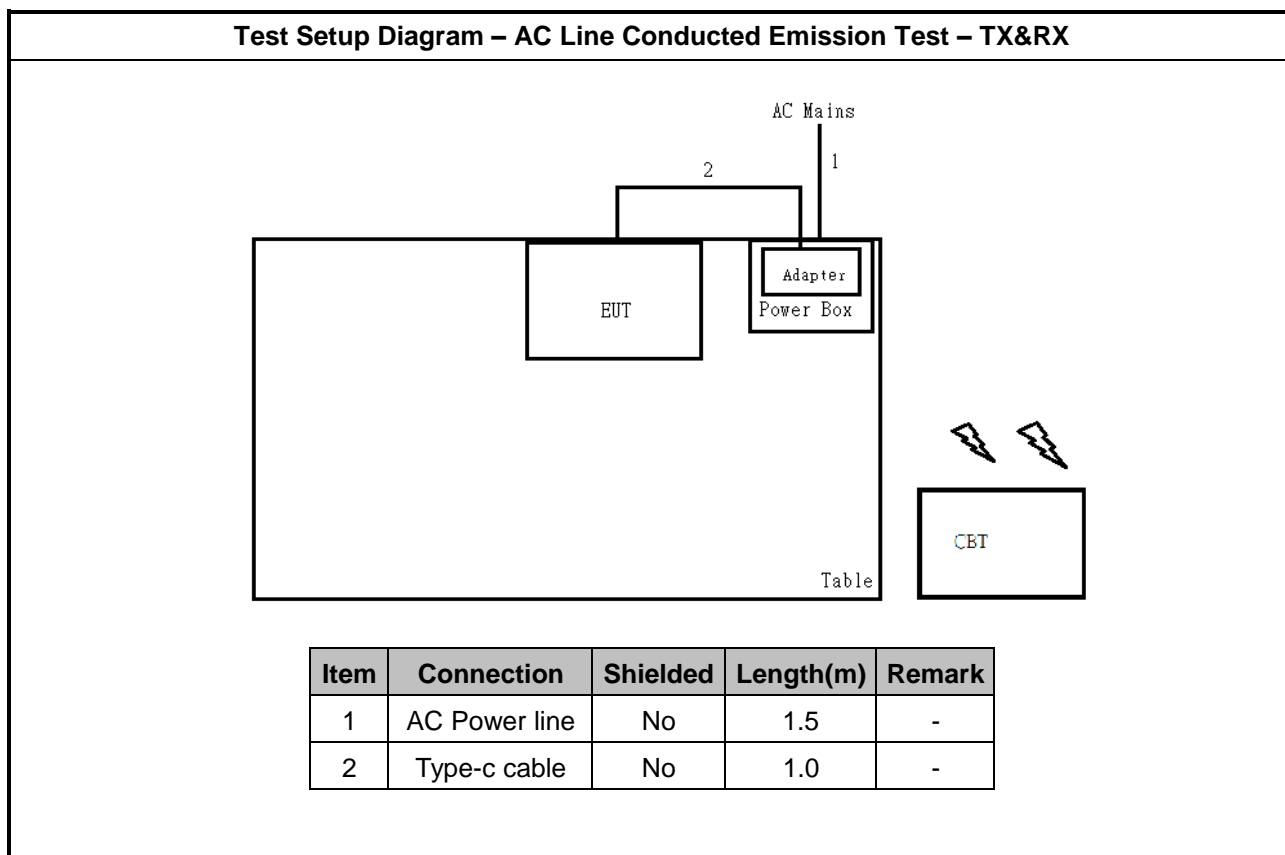 Test Setup Diagram – AC Line Conducted Emission Test – TX&RX
AC Mains
1
2
Adapter
Power Box
EUT
CBT
Table
Item Connection Shielded Length(m) Remark
1 AC Power line No 1.5 -
2 Type-c cable No 1.0 -